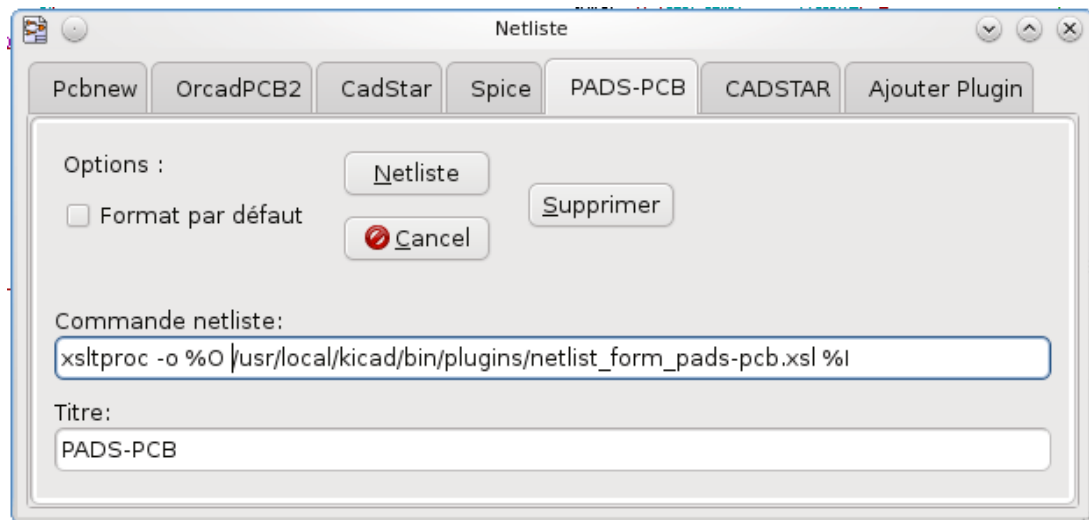 Netliste
Pcbnew OrcadPCB2 CadStar Spice PADS-PCB CADSTAR Ajouter Plugin
Options :
Netliste
Format par défaut
Supprimer
Cancel
Commande netliste:
xsltproc -o %O /usr/local/kicad/bin/plugins/netlist_form_pads-pcb.xsl %I
Titre:
PADS-PCB